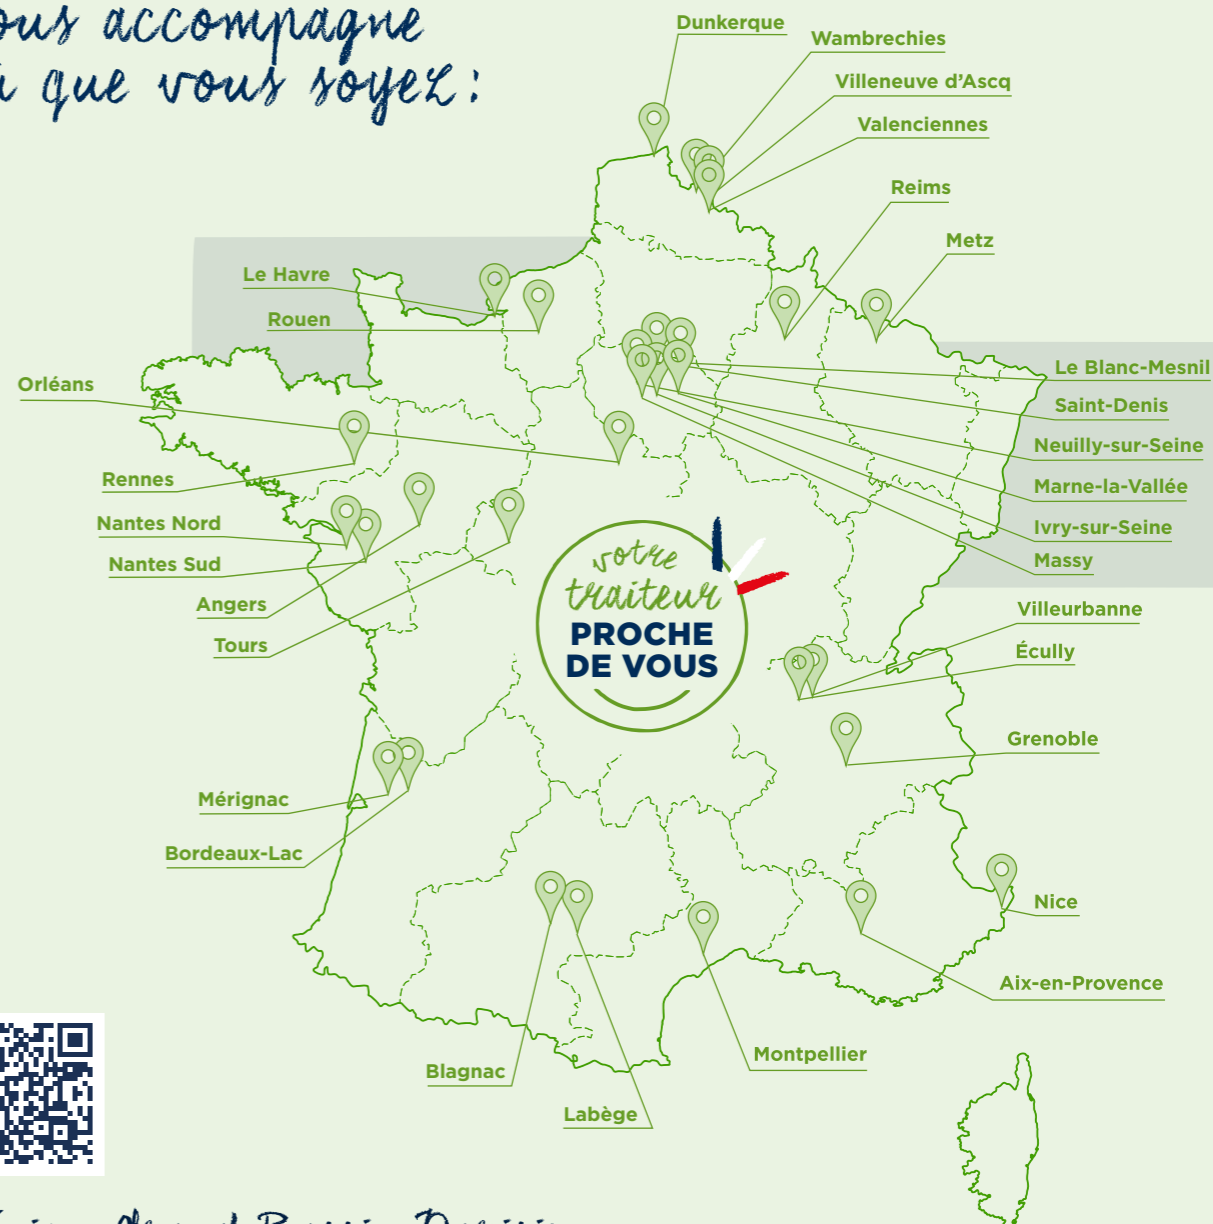 ous accompagne
que vous soyez :
Dunkerque
Wambrechies
Villeneuve d'Ascq
Valenciennes
Reims
Metz
Le Havre
Rouen
Orléans
Le Blanc-Mesnil
Saint-Denis
Neuilly-sur-Seine
Marne-la-Vallée
Ivry-sur-Seine
Massy
Rennes
Nantes Nord
Nantes Sud
Angers
Tours
votre
traiteur
PROCHE
DE VOUS
Villeurbanne
Écully
Grenoble
Mérignac
Bordeaux-Lac
Nice
Aix-en-Provence
Montpellier
Blagnac
Labège